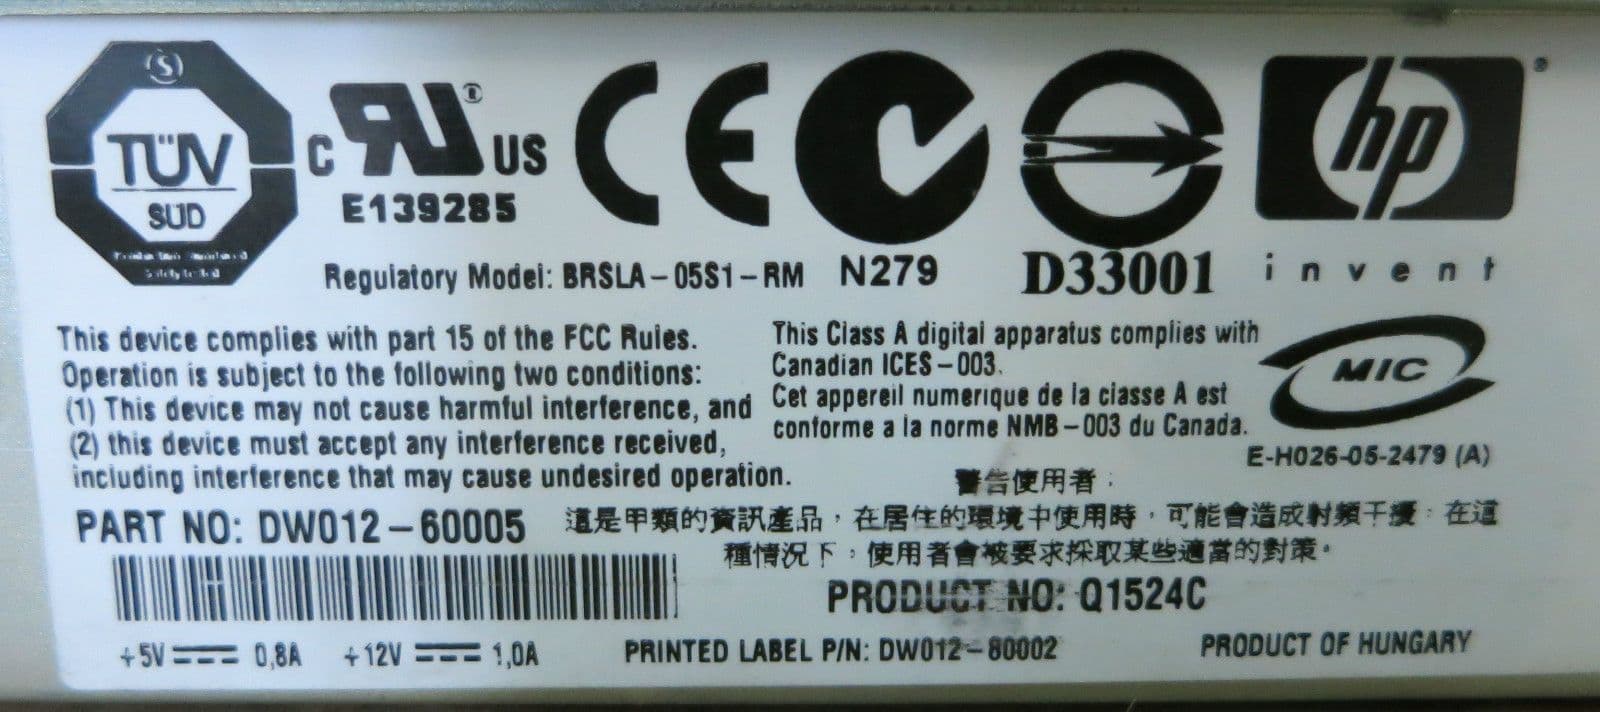 TÜV
SÜD
C RU ® US
E139285
CE
hp
invent
Regulatory Model: BRSLA-05S1-RM
N279
D33001
This device complies with part 15 of the FCC Rules.
Operation is subject to the following two conditions:
(1) This device may not cause harmful interference, and
(2) this device must accept any interference received,
including interference that may cause undesired operation.
This Class A digital apparatus complies with
Canadian ICES-003.
Cet appereil numerique de la classe A est
conforme a la norme NMB-003 du Canada.
MIC
E-H026-05-2479 (A)
警告使用者：
這是甲類的資訊產品，在居住的環境中使用時，可能會造成射頻干擾．在這
種情況下，使用者會被要求採取某些適當的對策。
PART NO: DW012-60005
PRODUCT NO: Q1524C
+5V 0,8A +12V 1,0A
PRINTED LABEL P/N: DW012-80002
PRODUCT OF HUNGARY